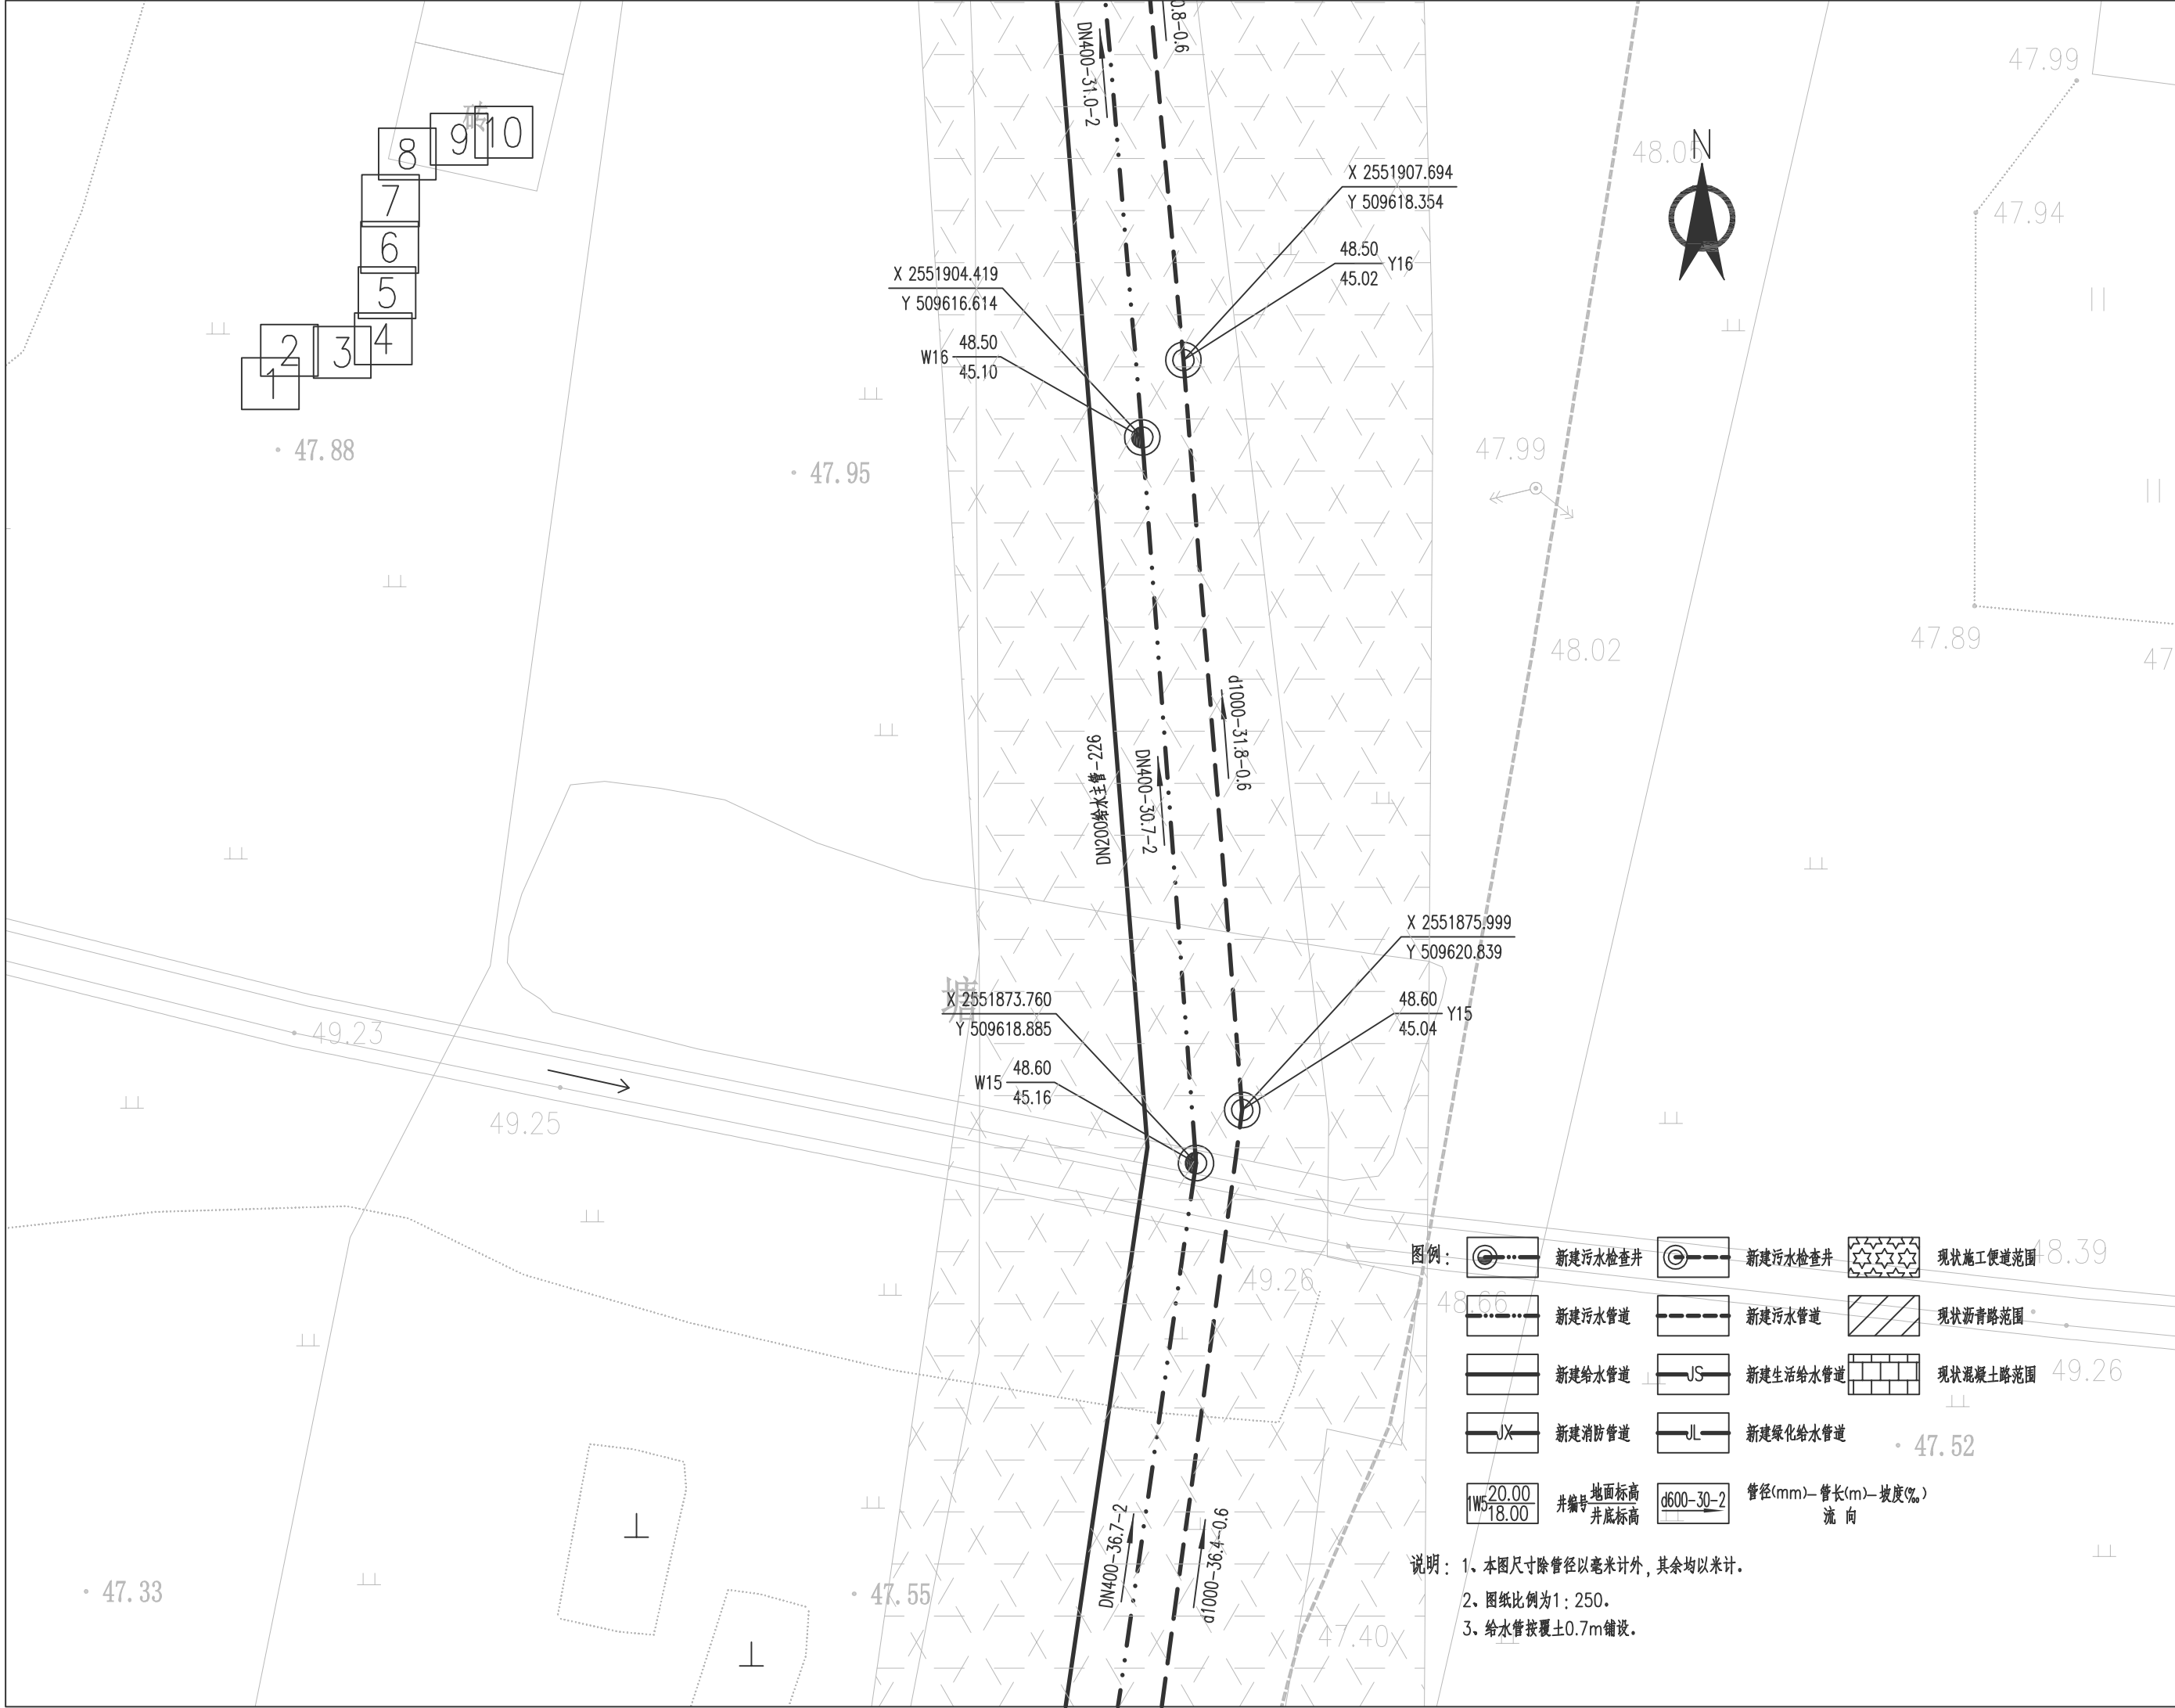 0.8-0.6
DN400-31.0-2
47.99
N
48.05
47.94
砖
1
2
3
4
5
6
7
8
9
10
X 2551907.694
Y 509618.354
48.50
Y16
45.02
X 2551904.419
Y 509616.614
48.50
W16
45.10
47.88
47.95
47.99
48.02
47.89
47
d1000-31.8-0.6
DN400-30.7-2
DN200给水主管-226
X 2551875.999
Y 509620.839
48.60
Y15
45.04
塘
X 2551873.760
Y 509618.885
48.60
W15
45.16
49.23
49.25
49.26
48.66
48.39
49.26
47.52
47.33
47.55
47.40
DN400-36.7-2
d1000-36.4-0.6
图例：
新建污水检查井
新建污水检查井
现状施工便道范围
新建污水管道
新建污水管道
现状沥青路范围
新建给水管道
JS
新建生活给水管道
现状混凝土路范围
JX
新建消防管道
JL
新建绿化给水管道
1W5
20.00
18.00
井编号
地面标高
井底标高
d600-30-2
管径(mm)—管长(m)—坡度(‰)
流 向
说明：1、本图尺寸除管径以毫米计外，其余均以米计。
2、图纸比例为1：250。
3、给水管按覆土0.7m铺设。